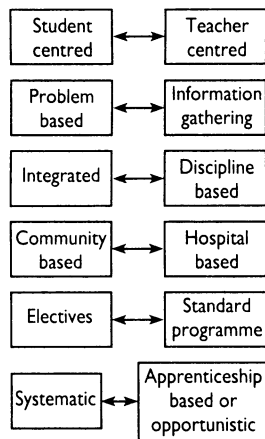 Student
centred
Teacher
centred
Problem
based
Information
gathering
Integrated
Discipline
based
Community
based
Hospital
based
Electives
Standard
programme
Systematic
Apprenticeship
based or
opportunistic